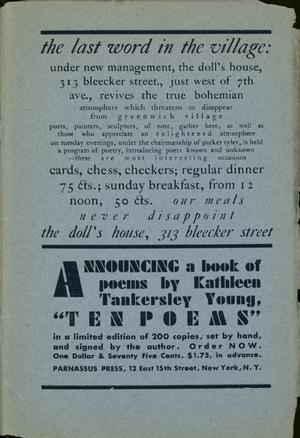 the last word in the village:
under new management, the doll's house,
313 bleecker street., just west of 7th
ave., revives the true bohemian
atmosphere which threatens to disappear
from greenwich village
poets, painters, sculptors, of note, gather here, as well as
those who appreciate an enlightened atmosphere
on tuesday evenings, under the chairmanship of parker tyler, is held
a program of poetry, introducing poets known and unknown
—these are most interesting occasions
cards, chess, checkers; regular dinner
75 cts.; sunday breakfast, from 12
noon, 50 cts. our meals
never disappoint
the doll's house, 313 bleecker street
ANNOUNCING a book of
poems by Kathleen
Tankersley Young,
"TEN POEMS"
in a limited edition of 200 copies, set by hand,
and signed by the author. Order NOW.
One Dollar & Seventy Five Cents, $1.75, in advance.
PARNASSUS PRESS, 12 East 15th Street, New York, N. Y.